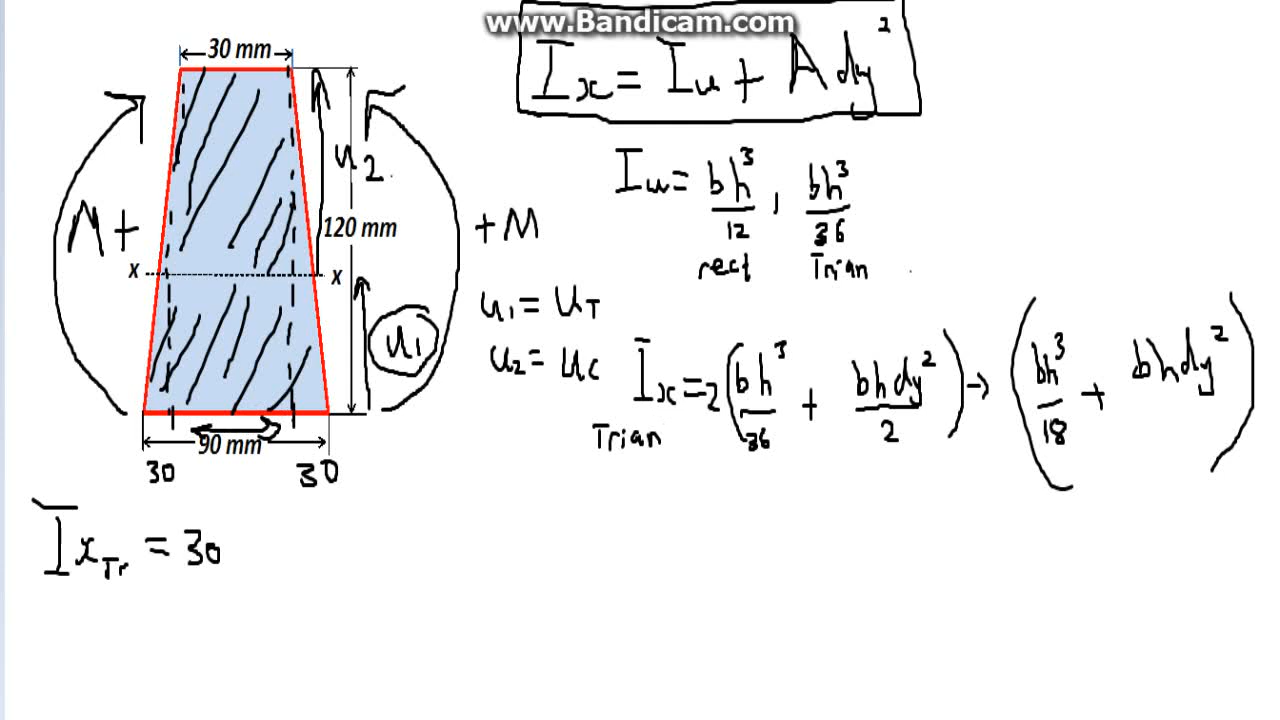 www.Bandicam.com
30 mm
Ix = Iu + Ady²
u2
Iu = bh³/12 , bh³/36
rect Trian
M+
120 mm
+M
x x
u1 = uT
u1
u2 = uc
Ix = 2(bh³/36 + bhdy²/2) → (bh³/18 + bhdy²)
Trian
90 mm
30 30
IxTr = 30